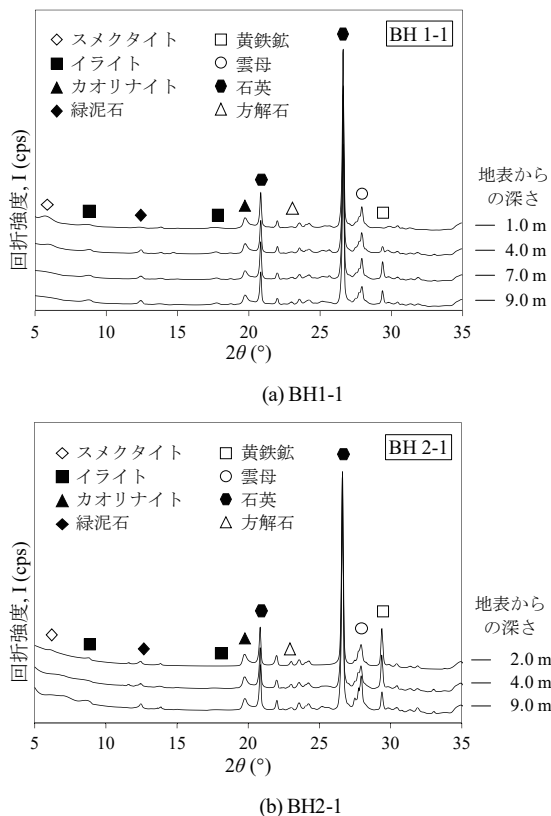 BH 1-1
◇ スメクタイト □ 黄鉄鉱
■ イライト ○ 雲母
▲ カオリナイト ⬢ 石英
◆ 緑泥石 △ 方解石
回折強度, I (cps)
地表から
の深さ
1.0 m
4.0 m
7.0 m
9.0 m
5 10 15 20 25 30 35
2θ (°)
(a) BH1-1
BH 2-1
◇ スメクタイト □ 黄鉄鉱
■ イライト ○ 雲母
▲ カオリナイト ⬢ 石英
◆ 緑泥石 △ 方解石
回折強度, I (cps)
地表から
の深さ
2.0 m
4.0 m
9.0 m
5 10 15 20 25 30 35
2θ (°)
(b) BH2-1